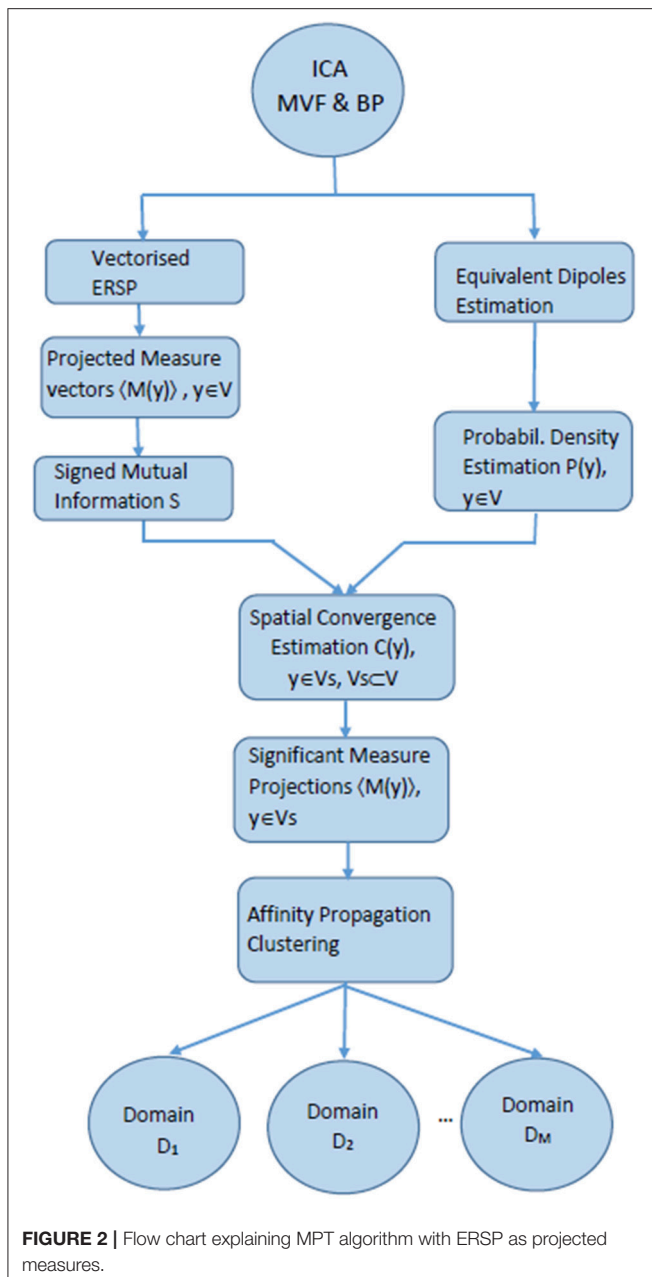 ICA
MVF & BP
Vectorised
ERSP
Equivalent Dipoles
Estimation
Projected Measure
vectors ⟨M(y)⟩ , y∈V
Probabil. Density
Estimation P(y),
y∈V
Signed Mutual
Information S
Spatial Convergence
Estimation C(y),
y∈Vs, Vs⊂V
Significant Measure
Projections ⟨M(y)⟩,
y∈Vs
Affinity Propagation
Clustering
Domain
D₁
Domain
D₂
...
Domain
Dᴍ
FIGURE 2 | Flow chart explaining MPT algorithm with ERSP as projected
measures.